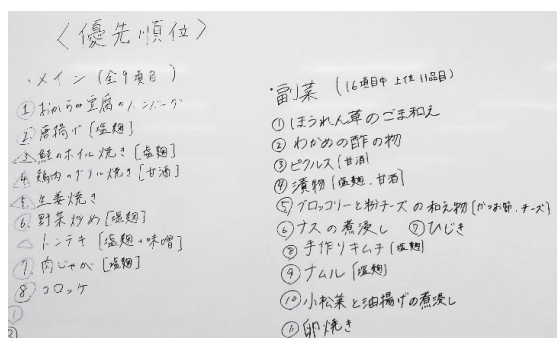 〈優先順位〉
・メイン（全9項目）
① おからの豆腐のハンバーグ
② 唐揚げ［塩麹］
③ 鮭のホイル焼き［塩麹］
④ 鶏肉のグリル焼き［甘酒］
⑤ 生姜焼き
⑥ 野菜炒め［塩麹］
△ トンテキ［塩麹・味噌］
⑦ 肉じゃが［塩麹］
⑧ コロッケ
①
②
・副菜（16項目中 上位11品目）
① ほうれん草のごま和え
② わかめの酢の物
③ ピクルス［甘酒］
④ 漬物［塩麹、甘酒］
⑤ ブロッコリーと粉チーズの和え物［かつお節、チーズ］
⑥ ナスの煮浸し ⑦ ひじき
⑧ 手作りキムチ［塩麹］
⑨ ナムル［塩麹］
⑩ 小松菜と油揚げの煮浸し
⑪ 卵焼き